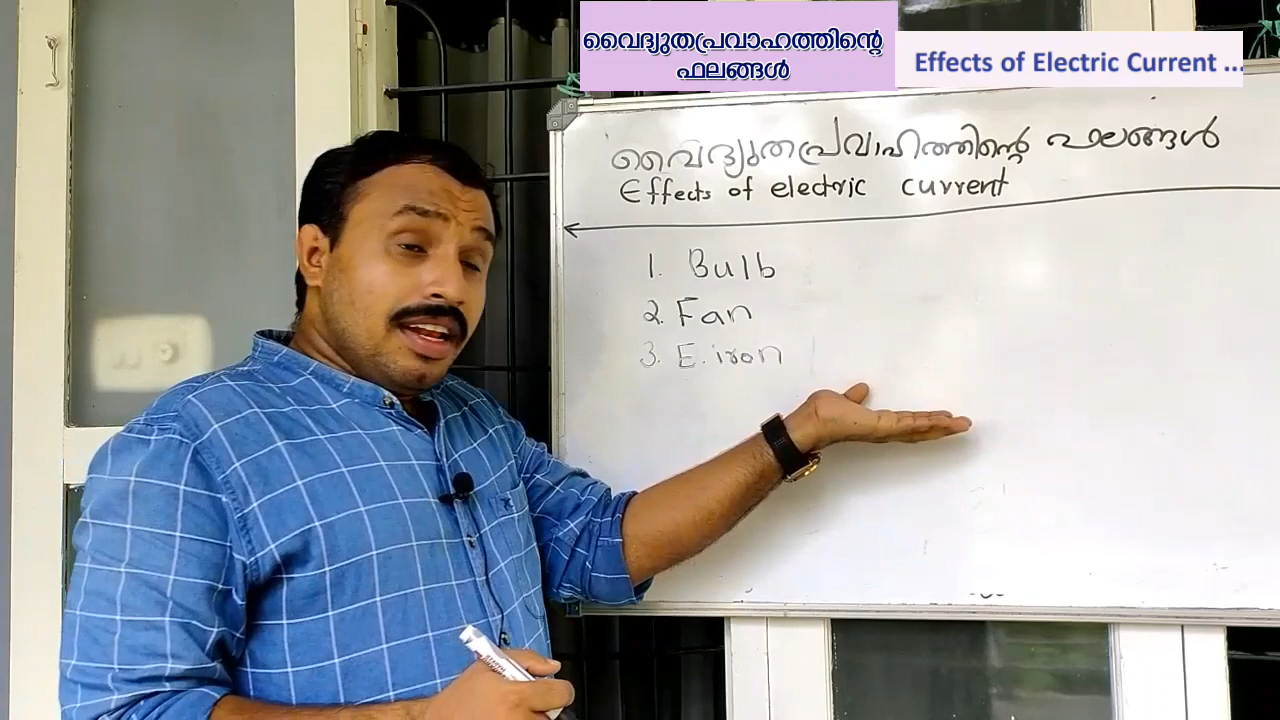 വൈദ്യുതപ്രവാഹത്തിന്റെ
ഫലങ്ങൾ
Effects of Electric Current ...
വൈദ്യുതപ്രവാഹത്തിന്റെ ഫലങ്ങൾ
Effects of electric current
1. Bulb
2. Fan
3. E. iron